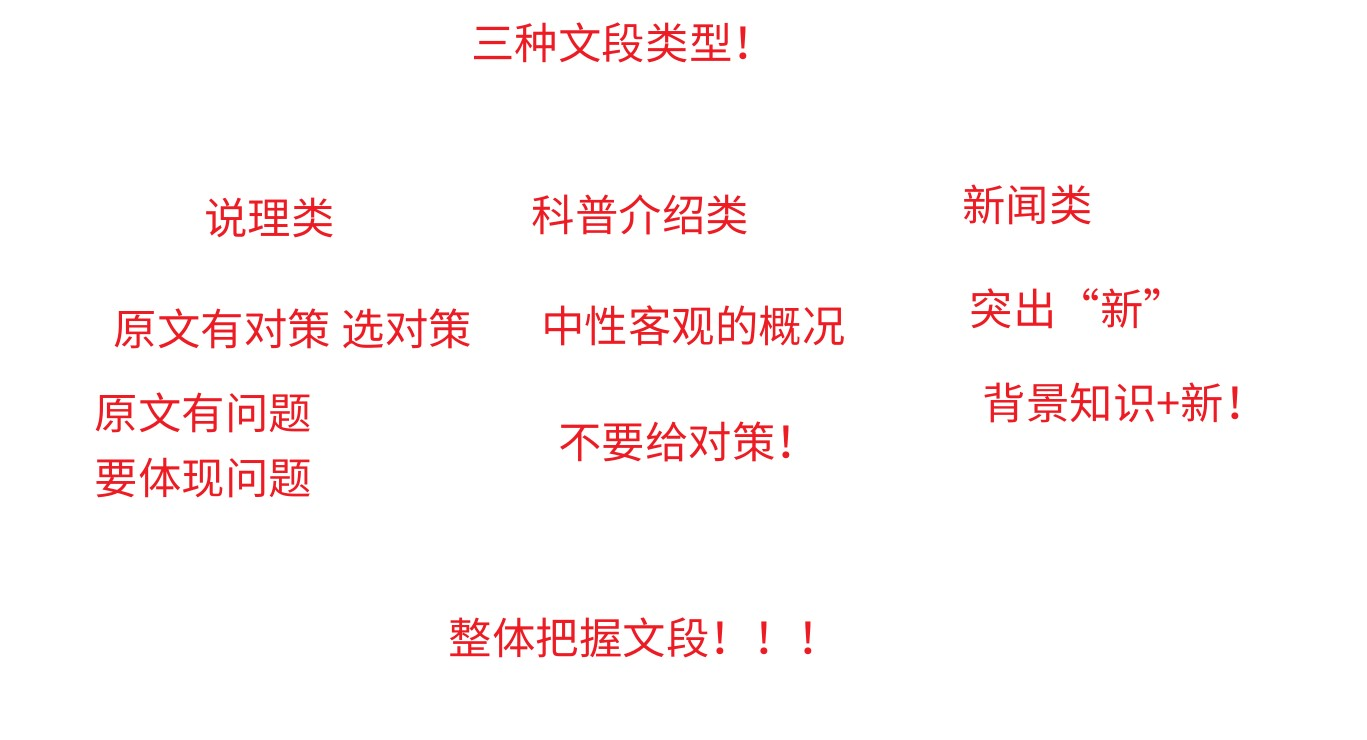 三种文段类型！
说理类
科普介绍类
新闻类
原文有对策 选对策
中性客观的概况
突出“新”
原文有问题
要体现问题
不要给对策！
背景知识+新！
整体把握文段！！！